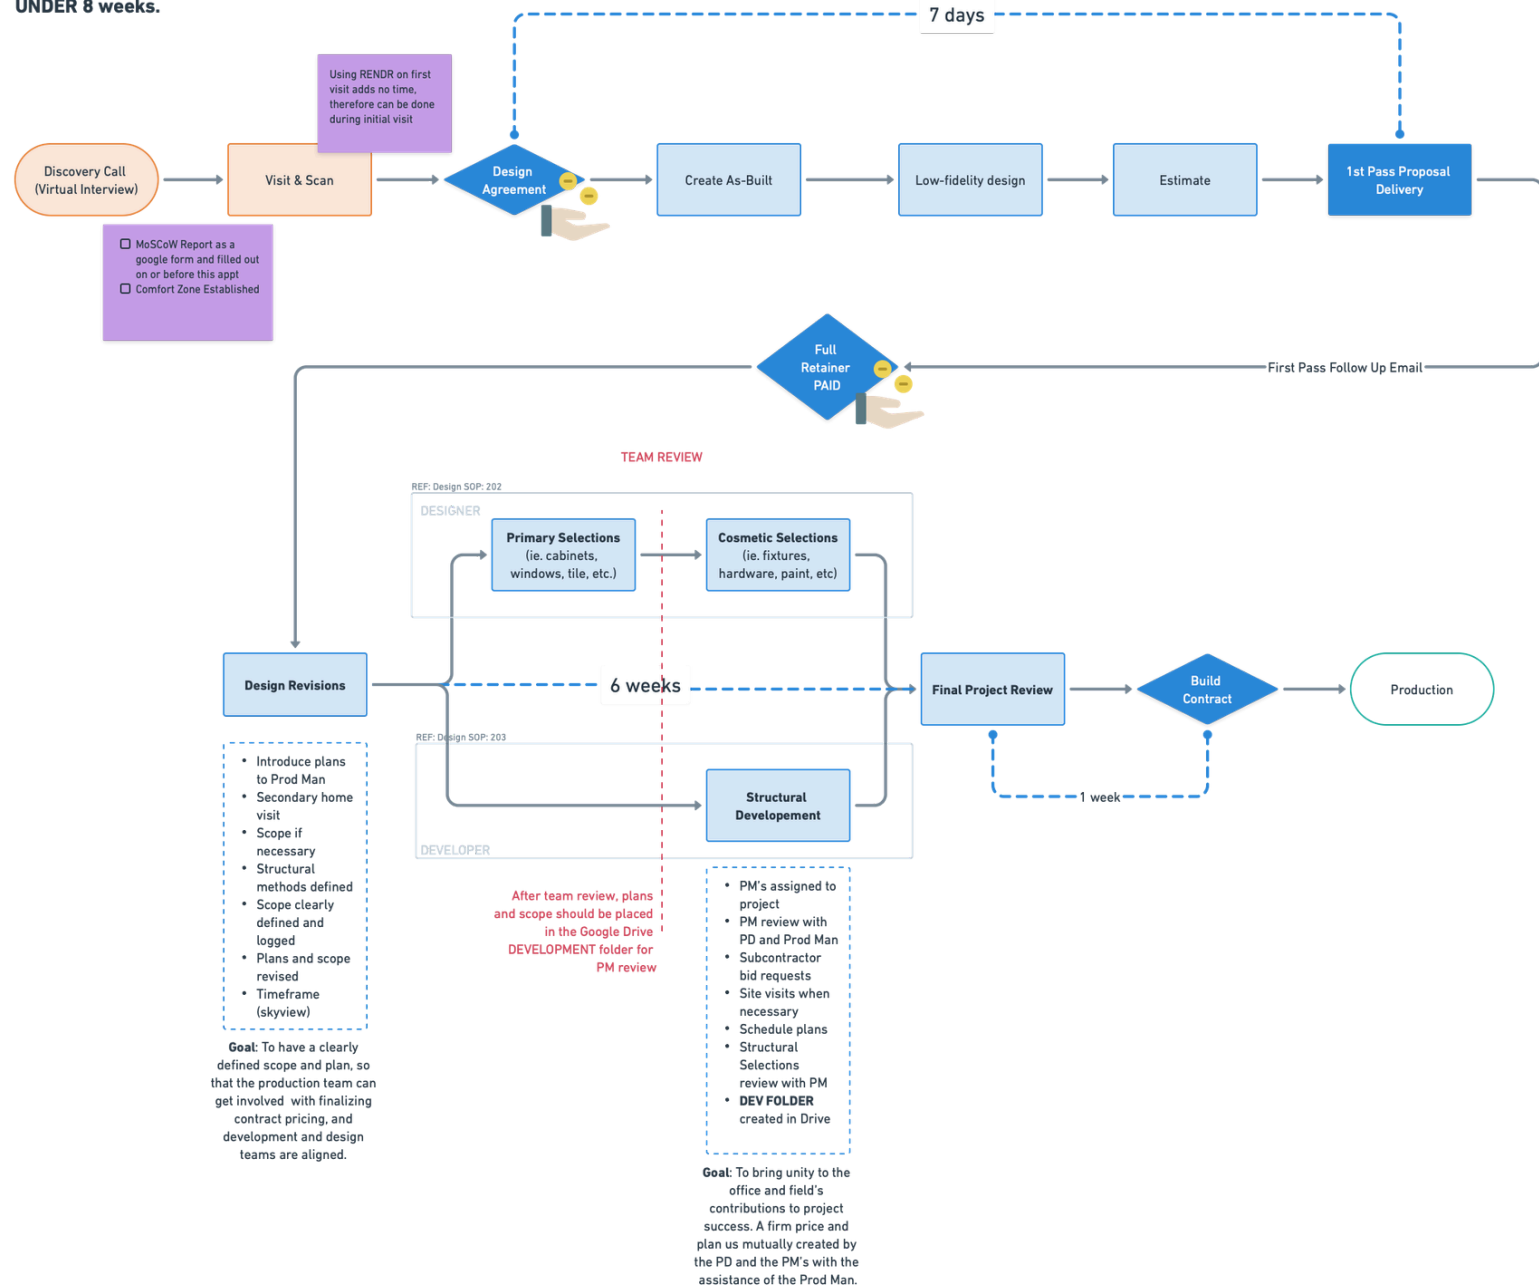 UNDER 8 weeks.
7 days
Using RENDR on first
visit adds no time,
therefore can be done
during initial visit
Discovery Call
(Virtual Interview)
Visit & Scan
Design
Agreement
Create As-Built
Low-fidelity design
Estimate
1st Pass Proposal
Delivery
MoSCoW Report as a
google form and filled out
on or before this appt
Comfort Zone Established
Full
Retainer
PAID
First Pass Follow Up Email
TEAM REVIEW
REF: Design SOP: 202
DESIGNER
Primary Selections
(ie. cabinets,
windows, tile, etc.)
Cosmetic Selections
(ie. fixtures,
hardware, paint, etc)
Design Revisions
6 weeks
Final Project Review
Build
Contract
Production
1 week
REF: Design SOP: 203
Structural
Developement
DEVELOPER
• Introduce plans
to Prod Man
• Secondary home
visit
• Scope if
necessary
• Structural
methods defined
• Scope clearly
defined and
logged
• Plans and scope
revised
• Timeframe
(skyview)
Goal: To have a clearly
defined scope and plan, so
that the production team can
get involved with finalizing
contract pricing, and
development and design
teams are aligned.
After team review, plans
and scope should be placed
in the Google Drive
DEVELOPMENT folder for
PM review
• PM's assigned to
project
• PM review with
PD and Prod Man
• Subcontractor
bid requests
• Site visits when
necessary
• Schedule plans
• Structural
Selections
review with PM
• DEV FOLDER
created in Drive
Goal: To bring unity to the
office and field's
contributions to project
success. A firm price and
plan us mutually created by
the PD and the PM's with the
assistance of the Prod Man.